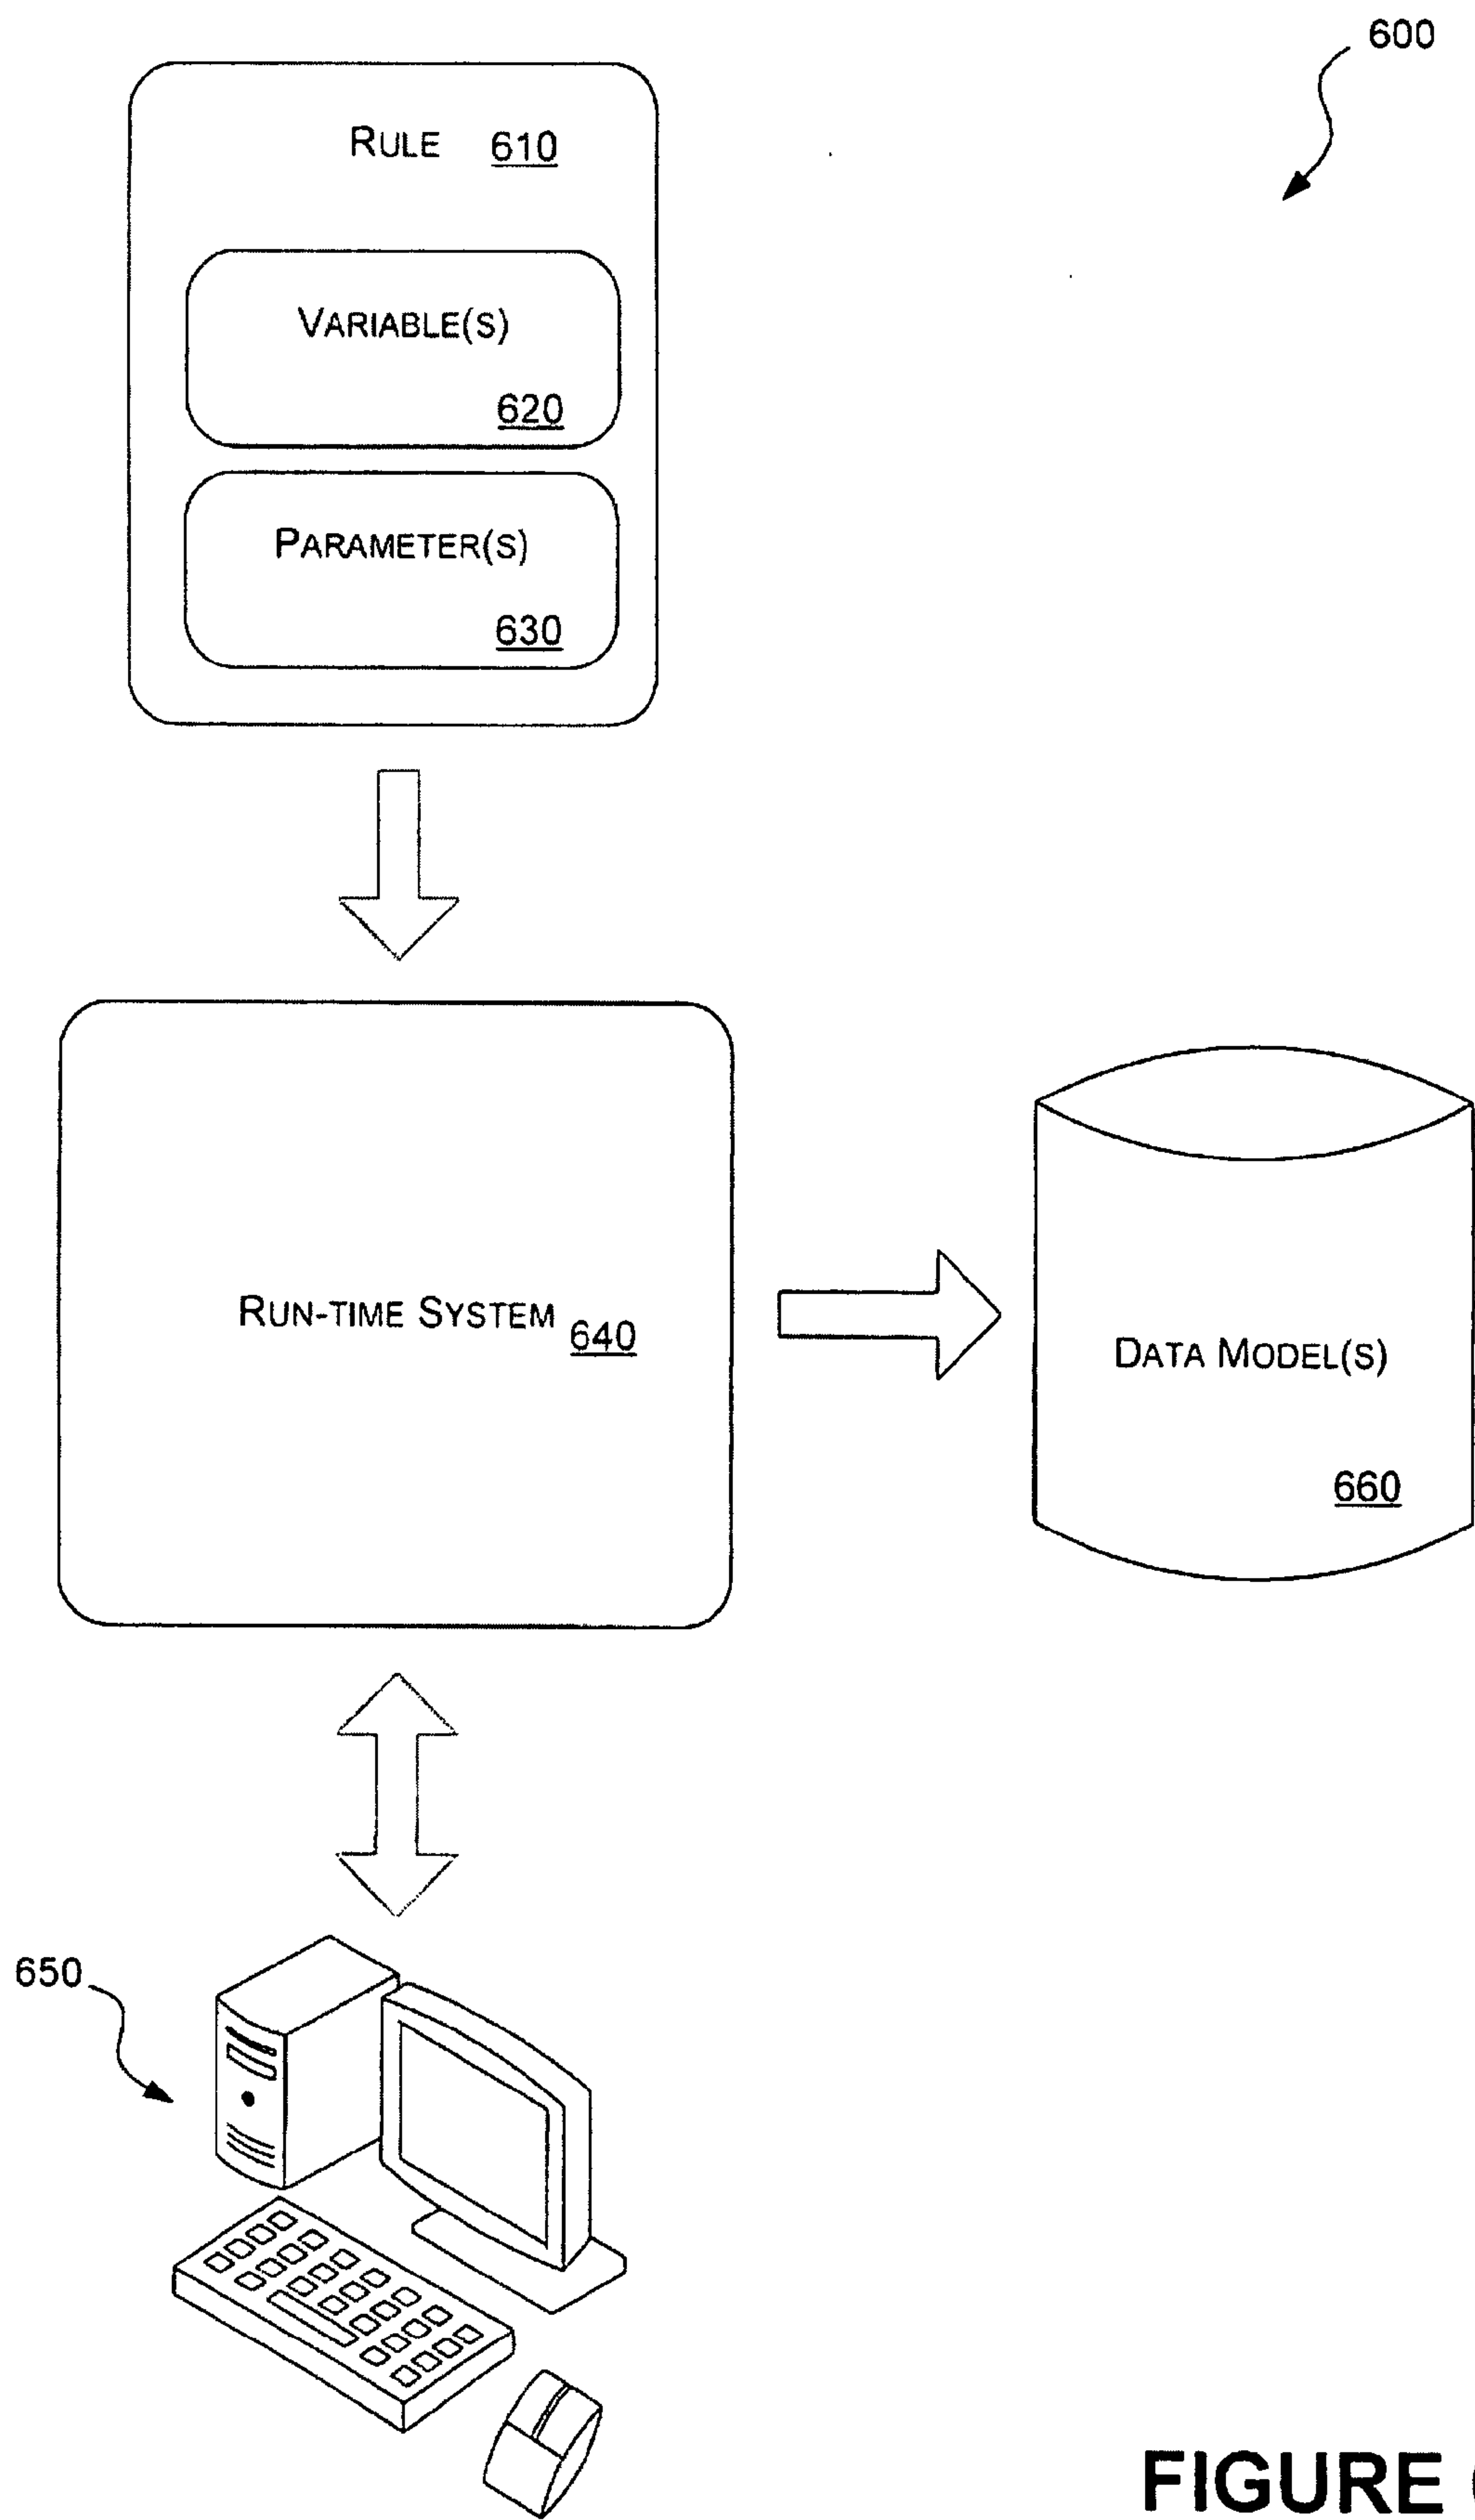 600
RULE 610
VARIABLE(S)
620
PARAMETER(S)
630
RUN-TIME SYSTEM 640
DATA MODEL(S)
660
650
FIGURE